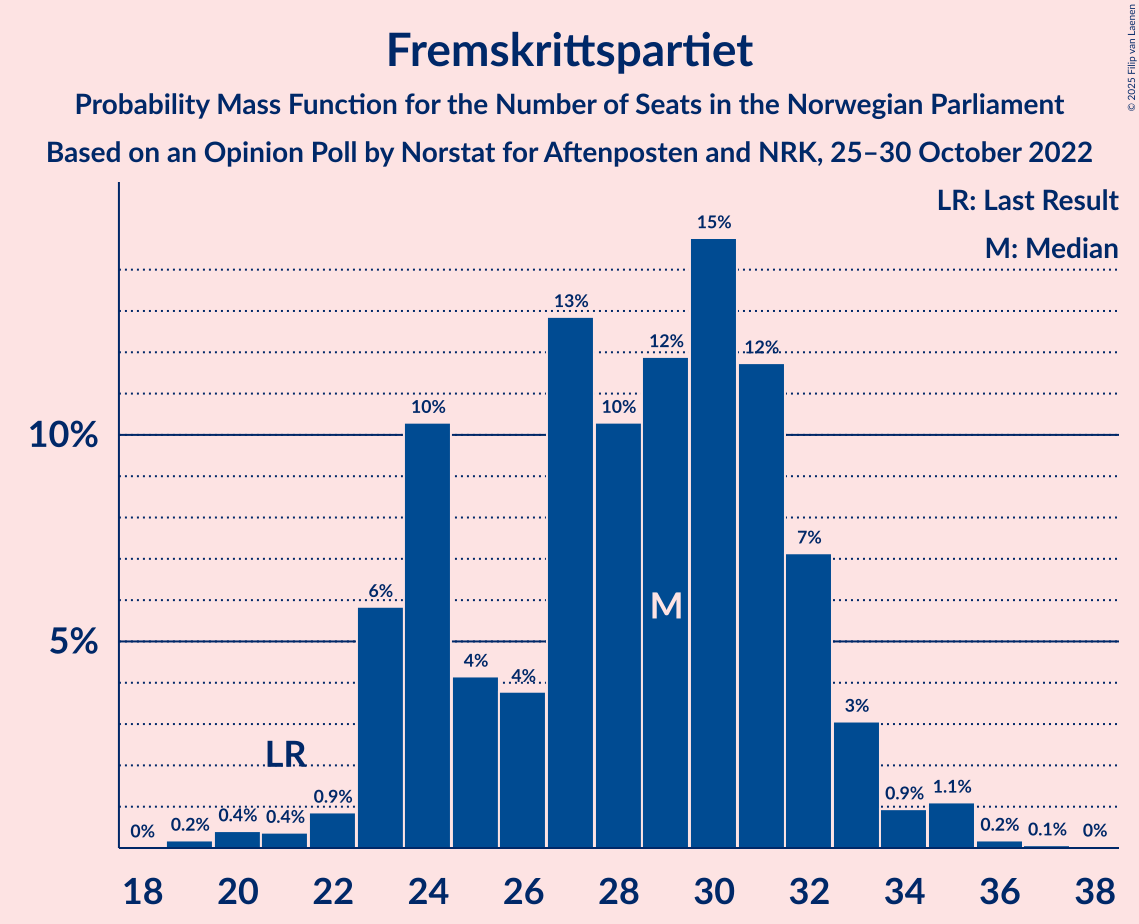 Fremskrittspartiet
Probability Mass Function for the Number of Seats in the Norwegian Parliament
Based on an Opinion Poll by Norstat for Aftenposten and NRK, 25–30 October 2022
© 2025 Filip van Laenen
LR: Last Result
M: Median
10%
5%
0%
0.2%
0.4%
0.4%
0.9%
6%
10%
4%
4%
13%
10%
12%
15%
12%
7%
3%
0.9%
1.1%
0.2%
0.1%
0%
LR
M
18 20 22 24 26 28 30 32 34 36 38